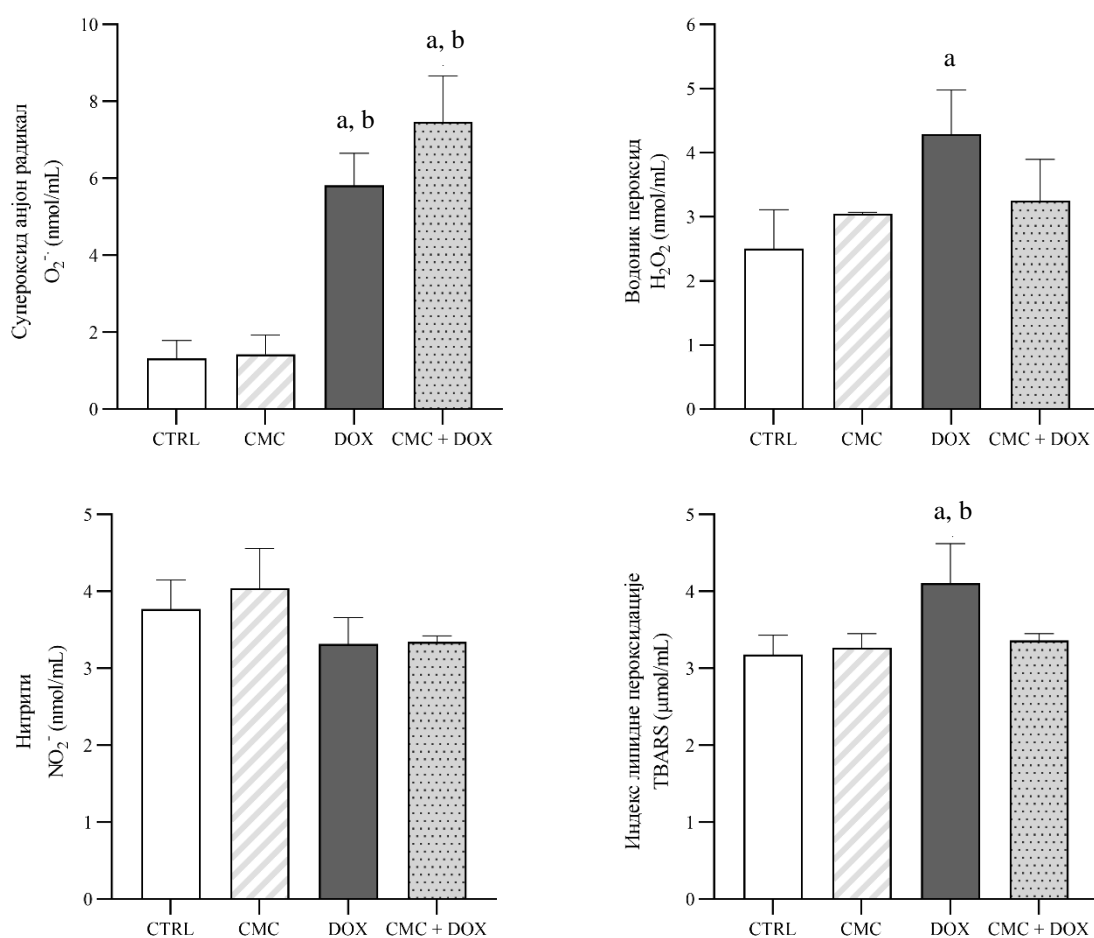 Супероксид анјон радикал
O₂⁻· (nmol/mL)
10
8
6
4
2
0
a, b
a, b
CTRL CMC DOX CMC + DOX
Водоник пероксид
H₂O₂ (nmol/mL)
6
5
4
3
2
1
0
a
CTRL CMC DOX CMC + DOX
Нитрити
NO₂⁻ (nmol/mL)
5
4
3
2
1
0
CTRL CMC DOX CMC + DOX
Индекс липидне пероксидације
TBARS (μmol/mL)
5
4
3
2
1
0
a, b
CTRL CMC DOX CMC + DOX